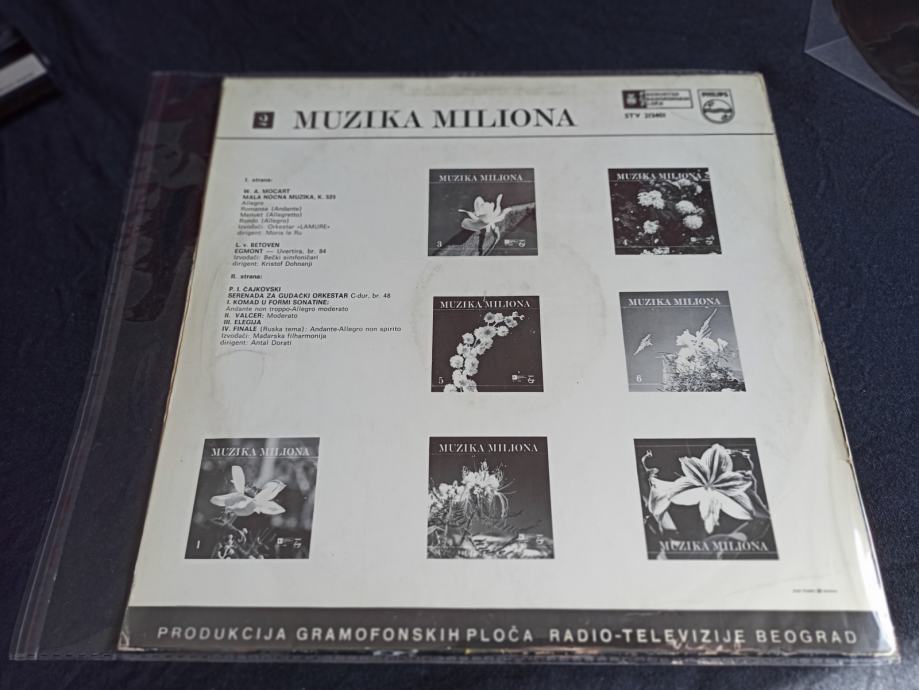 2 MUZIKA MILIONA
PHILIPS
STV 213401
I. strana:
W. A. MOCART
MALA NOĆNA MUZIKA, K. 525
Allegro
Romansa (Andante)
Menuet (Allegretto)
Rondo (Allegro)
Izvođači: Orkestar »LAMURE«
dirigent: Moris le Ru
L. v. BETOVEN
EGMONT — Uvertira, br. 84
Izvođači: Bečki simfoničari
dirigent: Kristof Dohnanji
II. strana:
P. I. ČAJKOVSKI
SERENADA ZA GUDAČKI ORKESTAR C-dur, br. 48
I. KOMAD U FORMI SONATINE:
Andante non troppo-Allegro moderato
II. VALCER: Moderato
III. ELEGIJA
IV. FINALE (Ruska tema): Andante-Allegro non spirito
Izvođači: Mađarska filharmonija
dirigent: Antal Dorati
MUZIKA MILIONA
3
MUZIKA MILIONA
4
MUZIKA MILIONA
5
MUZIKA MILIONA
6
MUZIKA MILIONA
1
MUZIKA MILIONA
MUZIKA MILIONA
PRODUKCIJA GRAMOFONSKIH PLOČA RADIO-TELEVIZIJE BEOGRAD